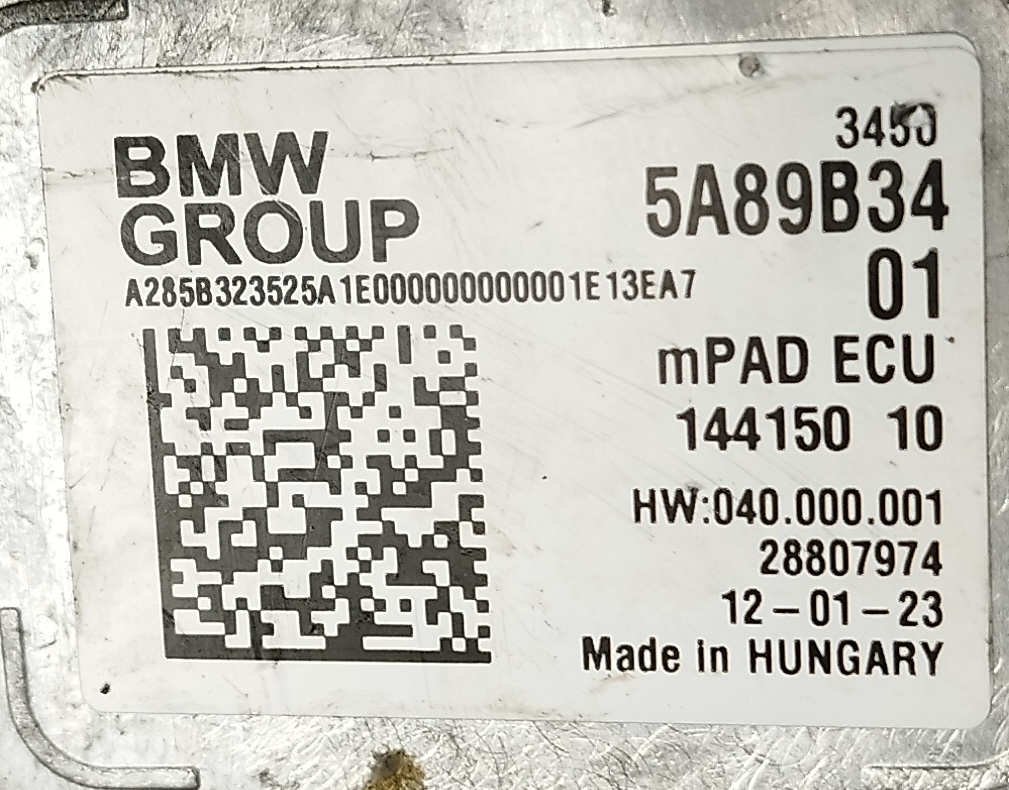 3450
BMW
GROUP
5A89B34
A285B323525A1E000000000001E13EA7
01
mPAD ECU
144150 10
HW:040.000.001
28807974
12-01-23
Made in HUNGARY